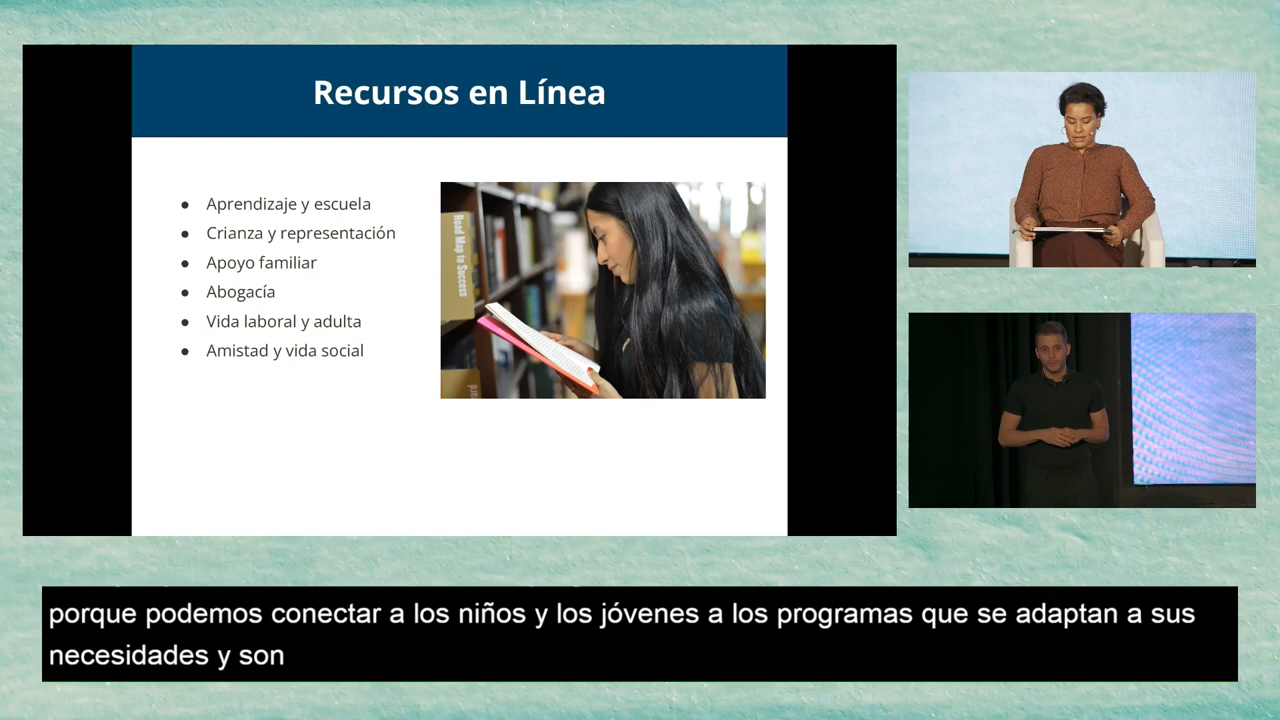 Recursos en Línea
● Aprendizaje y escuela
● Crianza y representación
● Apoyo familiar
● Abogacía
● Vida laboral y adulta
● Amistad y vida social
Road Map to Success
porque podemos conectar a los niños y los jóvenes a los programas que se adaptan a sus
necesidades y son